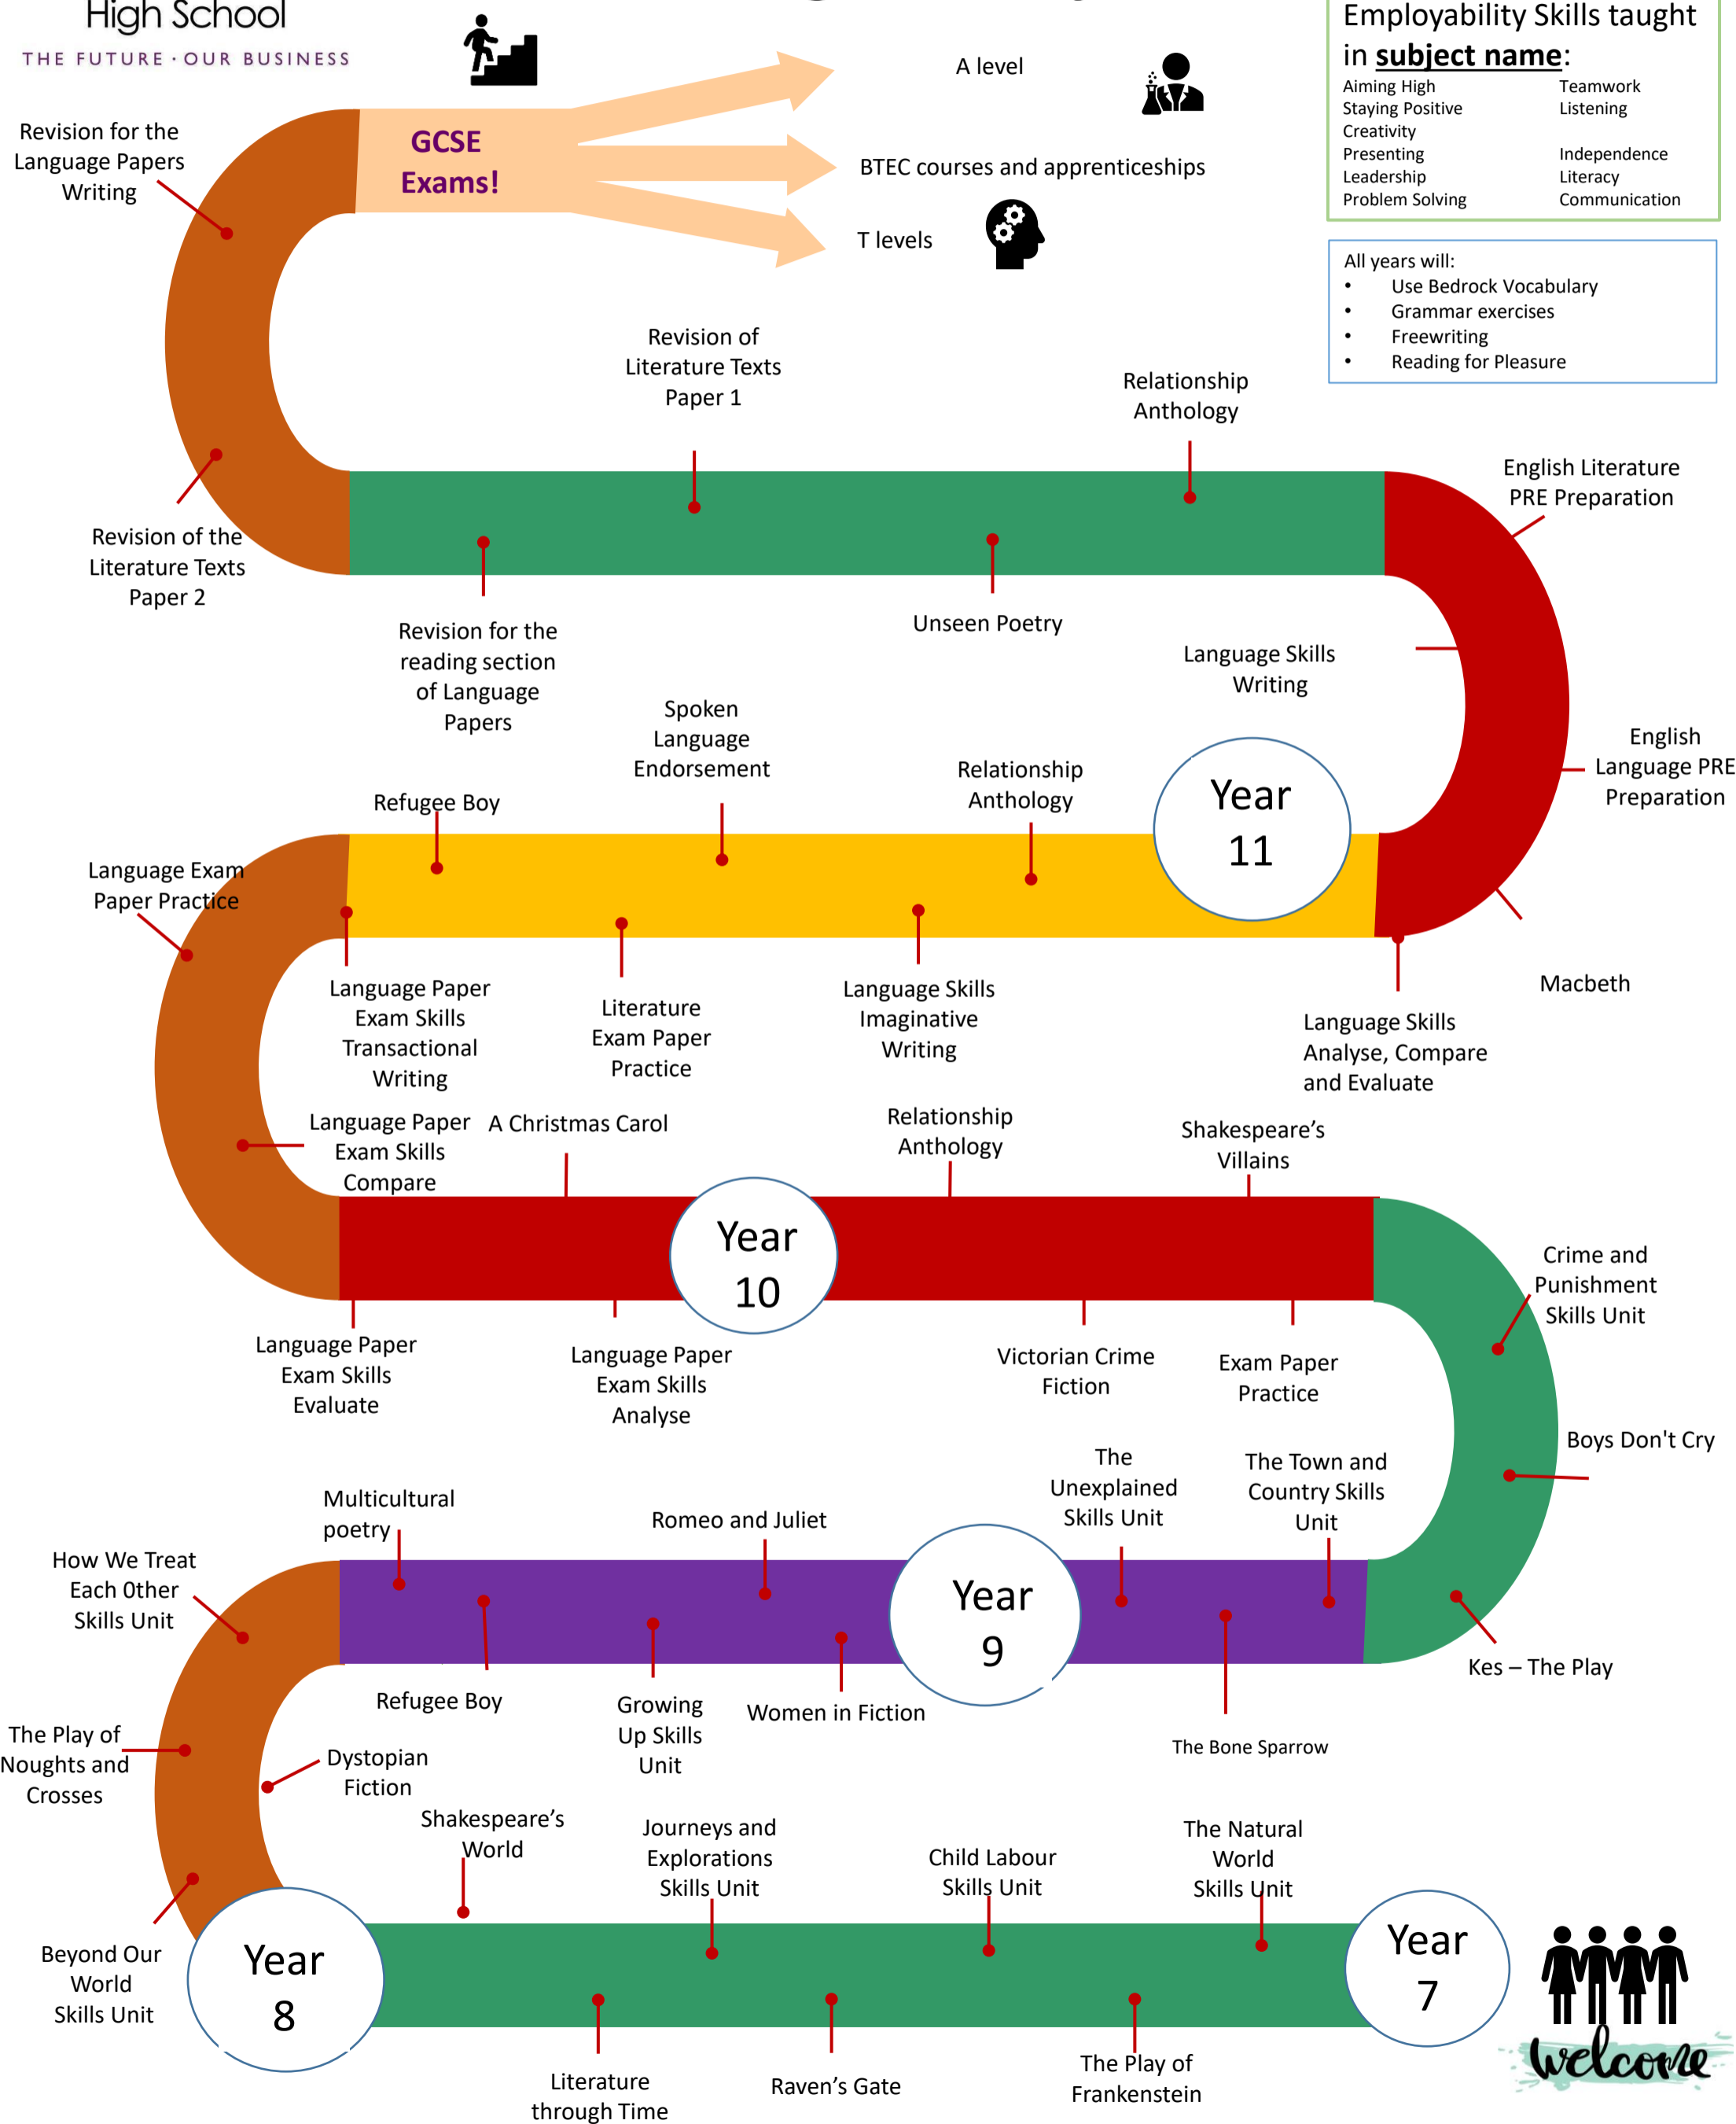 High School
THE FUTURE · OUR BUSINESS
Employability Skills taught
in subject name:
Aiming High
Teamwork
Staying Positive
Listening
Creativity
Presenting
Independence
Leadership
Literacy
Problem Solving
Communication
All years will:
• Use Bedrock Vocabulary
• Grammar exercises
• Freewriting
• Reading for Pleasure
A level
BTEC courses and apprenticeships
T levels
GCSE
Exams!
Revision for the
Language Papers
Writing
Revision of
Literature Texts
Paper 1
Relationship
Anthology
English Literature
PRE Preparation
Revision of the
Literature Texts
Paper 2
Revision for the
reading section
of Language
Papers
Unseen Poetry
Language Skills
Writing
English
Language PRE
Preparation
Spoken
Language
Endorsement
Relationship
Anthology
Year
11
Refugee Boy
Language Exam
Paper Practice
Language Paper
Exam Skills
Transactional
Writing
Literature
Exam Paper
Practice
Language Skills
Imaginative
Writing
Macbeth
Language Skills
Analyse, Compare
and Evaluate
Language Paper
Exam Skills
Compare
A Christmas Carol
Relationship
Anthology
Shakespeare's
Villains
Year
10
Crime and
Punishment
Skills Unit
Language Paper
Exam Skills
Evaluate
Language Paper
Exam Skills
Analyse
Victorian Crime
Fiction
Exam Paper
Practice
Boys Don't Cry
Multicultural
poetry
Romeo and Juliet
The
Unexplained
Skills Unit
The Town and
Country Skills
Unit
How We Treat
Each 0ther
Skills Unit
Year
9
Kes – The Play
Refugee Boy
Growing
Up Skills
Unit
Women in Fiction
The Bone Sparrow
The Play of
Noughts and
Crosses
Dystopian
Fiction
Shakespeare's
World
Journeys and
Explorations
Skills Unit
Child Labour
Skills Unit
The Natural
World
Skills Unit
Beyond Our
World
Skills Unit
Year
8
Year
7
Literature
through Time
Raven's Gate
The Play of
Frankenstein
welcome